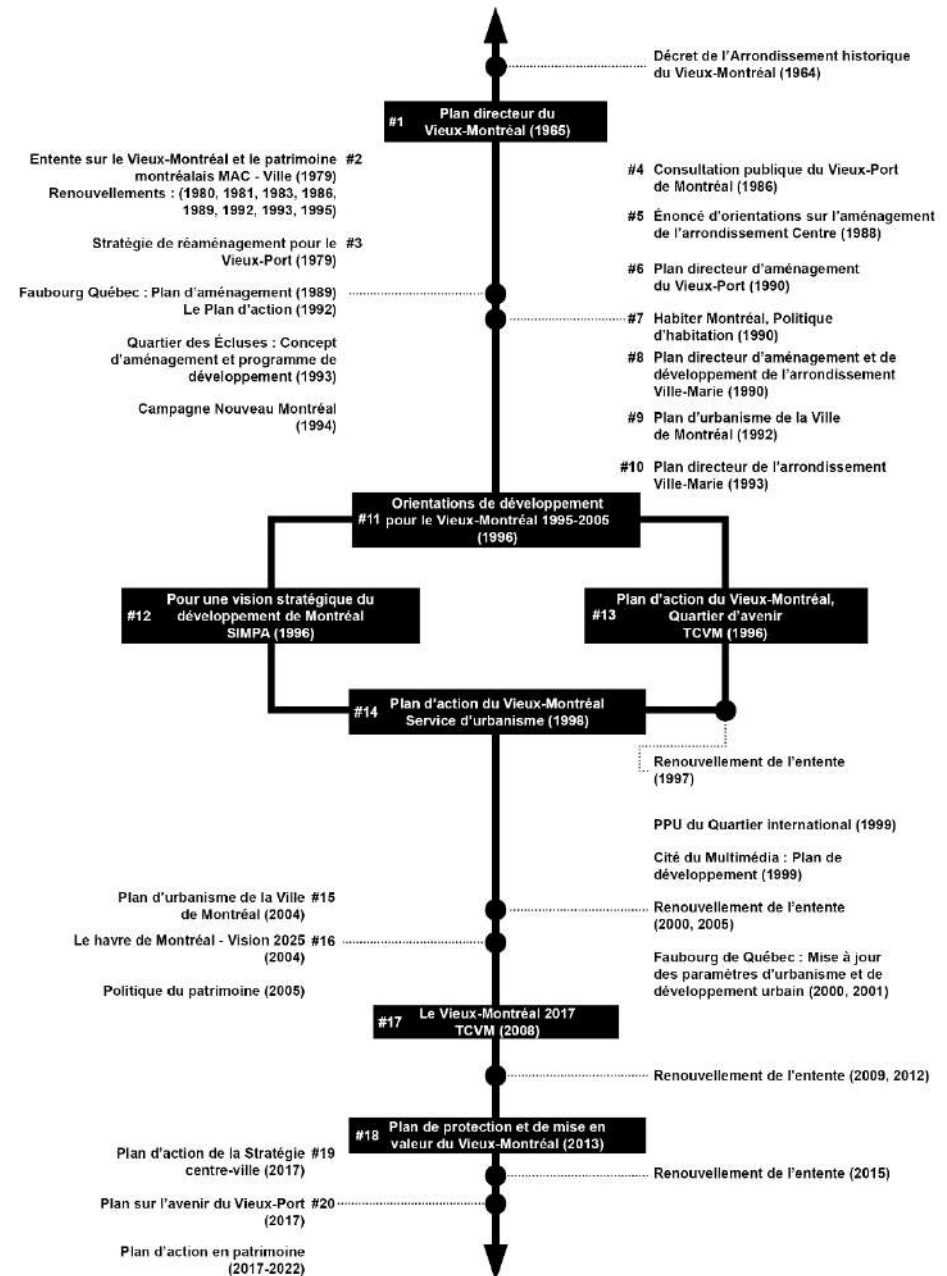 Décret de l'Arrondissement historique
du Vieux-Montréal (1964)
#1 Plan directeur du
Vieux-Montréal (1965)
Entente sur le Vieux-Montréal et le patrimoine #2
montréalais MAC - Ville (1979)
Renouvellements : (1980, 1981, 1983, 1986,
1989, 1992, 1993, 1995)
Stratégie de réaménagement pour le #3
Vieux-Port (1979)
Faubourg Québec : Plan d'aménagement (1989)
Le Plan d'action (1992)
Quartier des Écluses : Concept
d'aménagement et programme de
développement (1993)
Campagne Nouveau Montréal
(1994)
#4 Consultation publique du Vieux-Port
de Montréal (1986)
#5 Énoncé d'orientations sur l'aménagement
de l'arrondissement Centre (1988)
#6 Plan directeur d'aménagement
du Vieux-Port (1990)
#7 Habiter Montréal, Politique
d'habitation (1990)
#8 Plan directeur d'aménagement et de
développement de l'arrondissement
Ville-Marie (1990)
#9 Plan d'urbanisme de la Ville
de Montréal (1992)
#10 Plan directeur de l'arrondissement
Ville-Marie (1993)
Orientations de développement
#11 pour le Vieux-Montréal 1995-2005
(1996)
Pour une vision stratégique du
#12 développement de Montréal
SIMPA (1996)
Plan d'action du Vieux-Montréal,
#13 Quartier d'avenir
TCVM (1996)
#14 Plan d'action du Vieux-Montréal
Service d'urbanisme (1998)
Renouvellement de l'entente
(1997)
PPU du Quartier international (1999)
Cité du Multimédia : Plan de
développement (1999)
Plan d'urbanisme de la Ville #15
de Montréal (2004)
Renouvellement de l'entente
(2000, 2005)
Le havre de Montréal - Vision 2025 #16
(2004)
Faubourg de Québec : Mise à jour
des paramètres d'urbanisme et de
développement urbain (2000, 2001)
Politique du patrimoine (2005)
#17 Le Vieux-Montréal 2017
TCVM (2008)
Renouvellement de l'entente (2009, 2012)
#18 Plan de protection et de mise en
valeur du Vieux-Montréal (2013)
Plan d'action de la Stratégie #19
centre-ville (2017)
Renouvellement de l'entente (2015)
Plan sur l'avenir du Vieux-Port #20
(2017)
Plan d'action en patrimoine
(2017-2022)